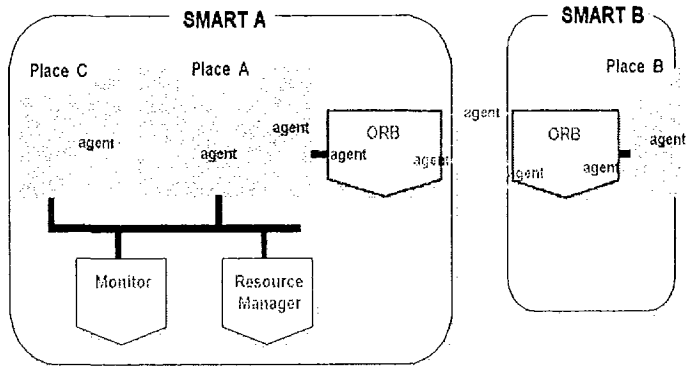 SMART A
SMART B
Place C
Place A
Place B
agent
agent
agent
agent
ORB
agent
agent
ORB
agent
agent
agent
Monitor
Resource
Manager